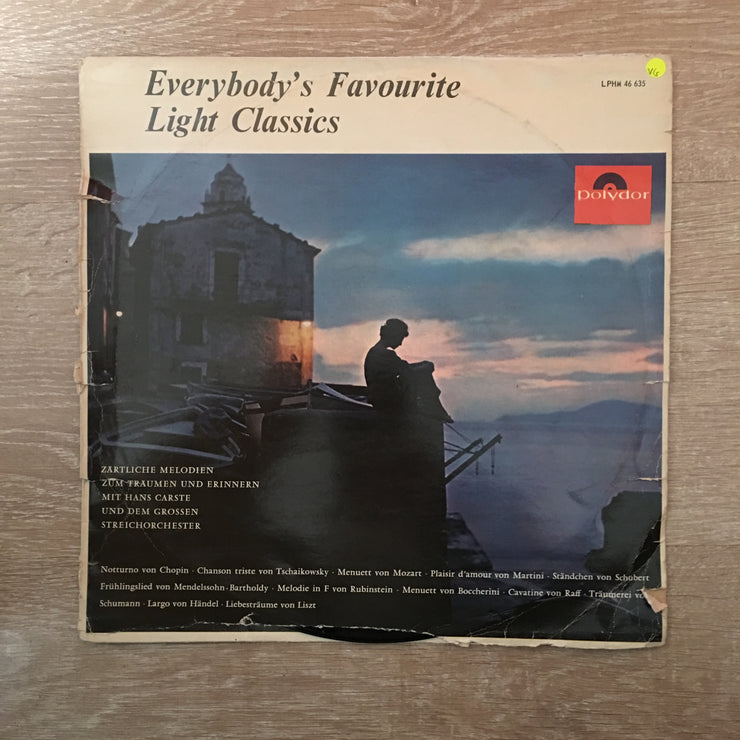 Everybody's Favourite
Light Classics
VG
LPHM 46 635
Polydor
ZÄRTLICHE MELODIEN
ZUM TRÄUMEN UND ERINNERN
MIT HANS CARSTE
UND DEM GROSSEN
STREICHORCHESTER
Notturno von Chopin · Chanson triste von Tschaikowsky · Menuett von Mozart · Plaisir d'amour von Martini · Ständchen von Schubert
Frühlingslied von Mendelssohn-Bartholdy · Melodie in F von Rubinstein · Menuett von Boccherini · Cavatine von Raff · Träumerei von
Schumann · Largo von Händel · Liebesträume von Liszt